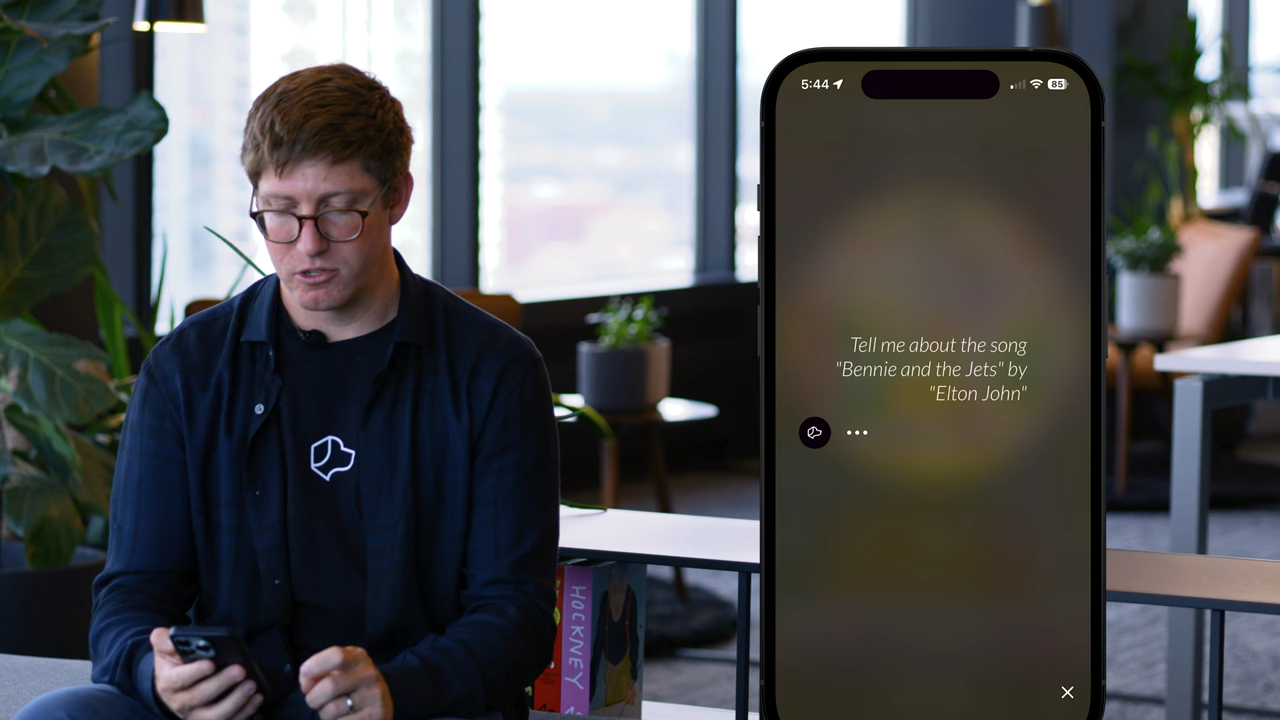 5:44
85
Tell me about the song
"Bennie and the Jets" by
"Elton John"
HOCKNEY